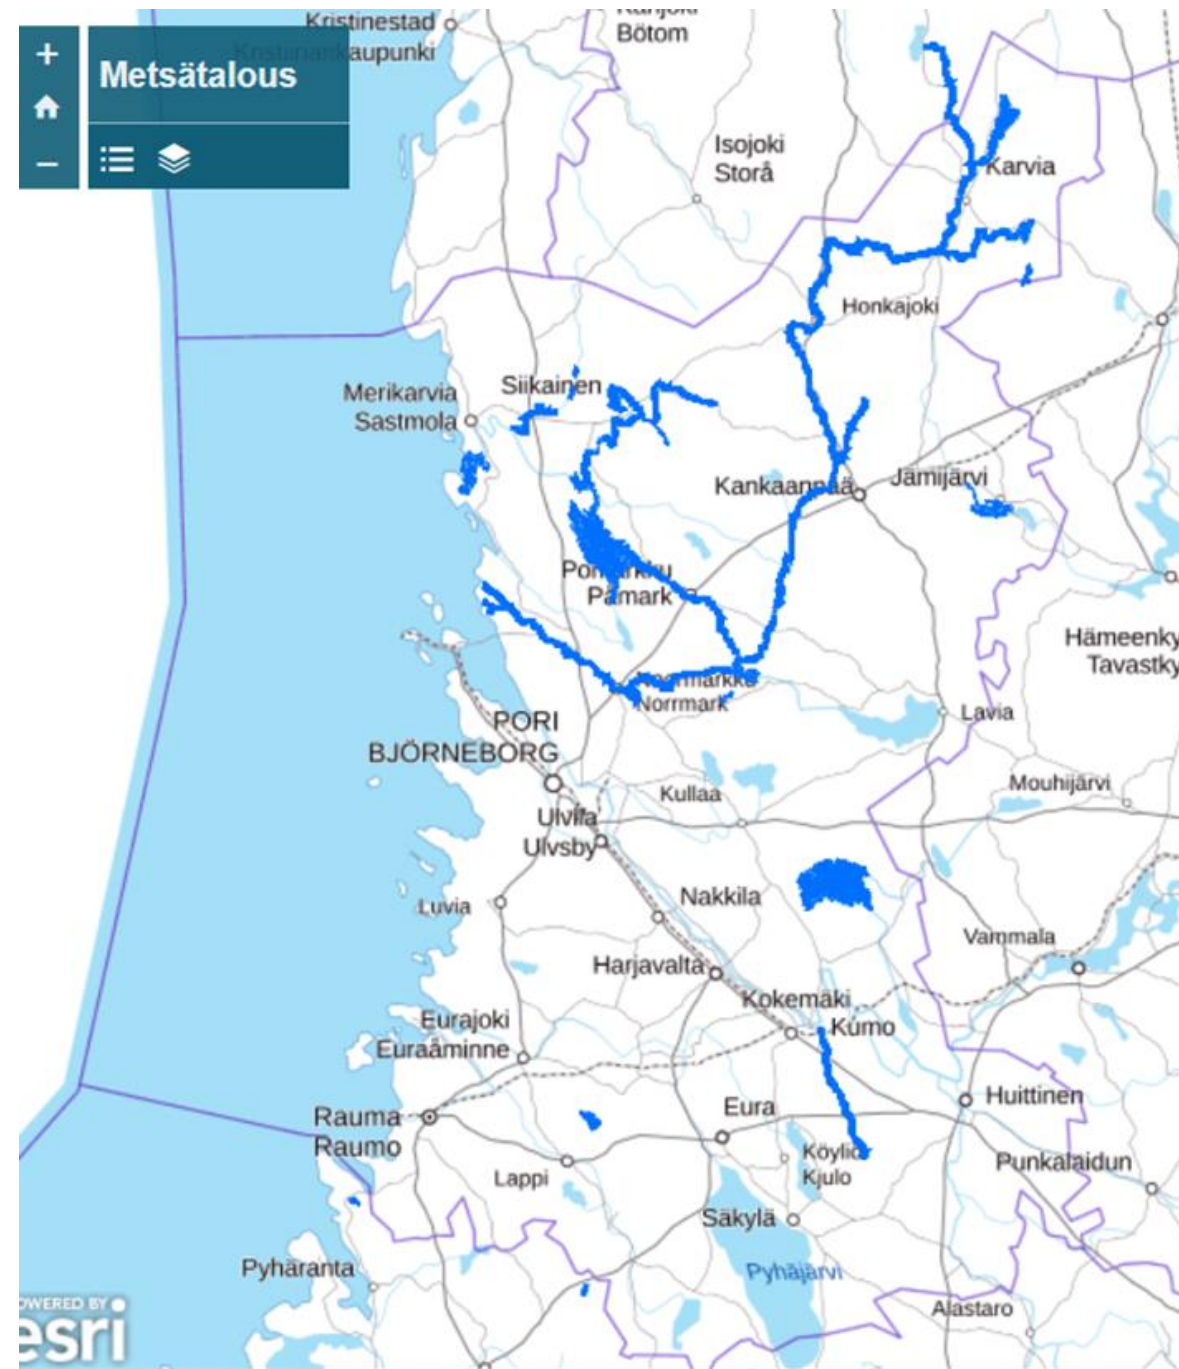 Kristinestad
Kristiinankaupunki
Bötom
Metsätalous
Isojoki
Storå
Karvia
Honkajoki
Merikarvia
Sastmola
Siikainen
Kankaanpää
Jämijärvi
Pomarkku
Påmark
Noormarkku
Norrmark
Hämeenky
Tavastky
Lavia
PORI
BJÖRNEBORG
Mouhijärvi
Kullaa
Ulvila
Ulvsby
Luvia
Nakkila
Vammala
Harjavalta
Kokemäki
Kumo
Eurajoki
Euraåminne
Rauma
Raumo
Eura
Huittinen
Lappi
Köyliö
Kjulo
Punkalaidun
Säkylä
Pyhäranta
Pyhäjärvi
Alastaro
POWERED BY
esri